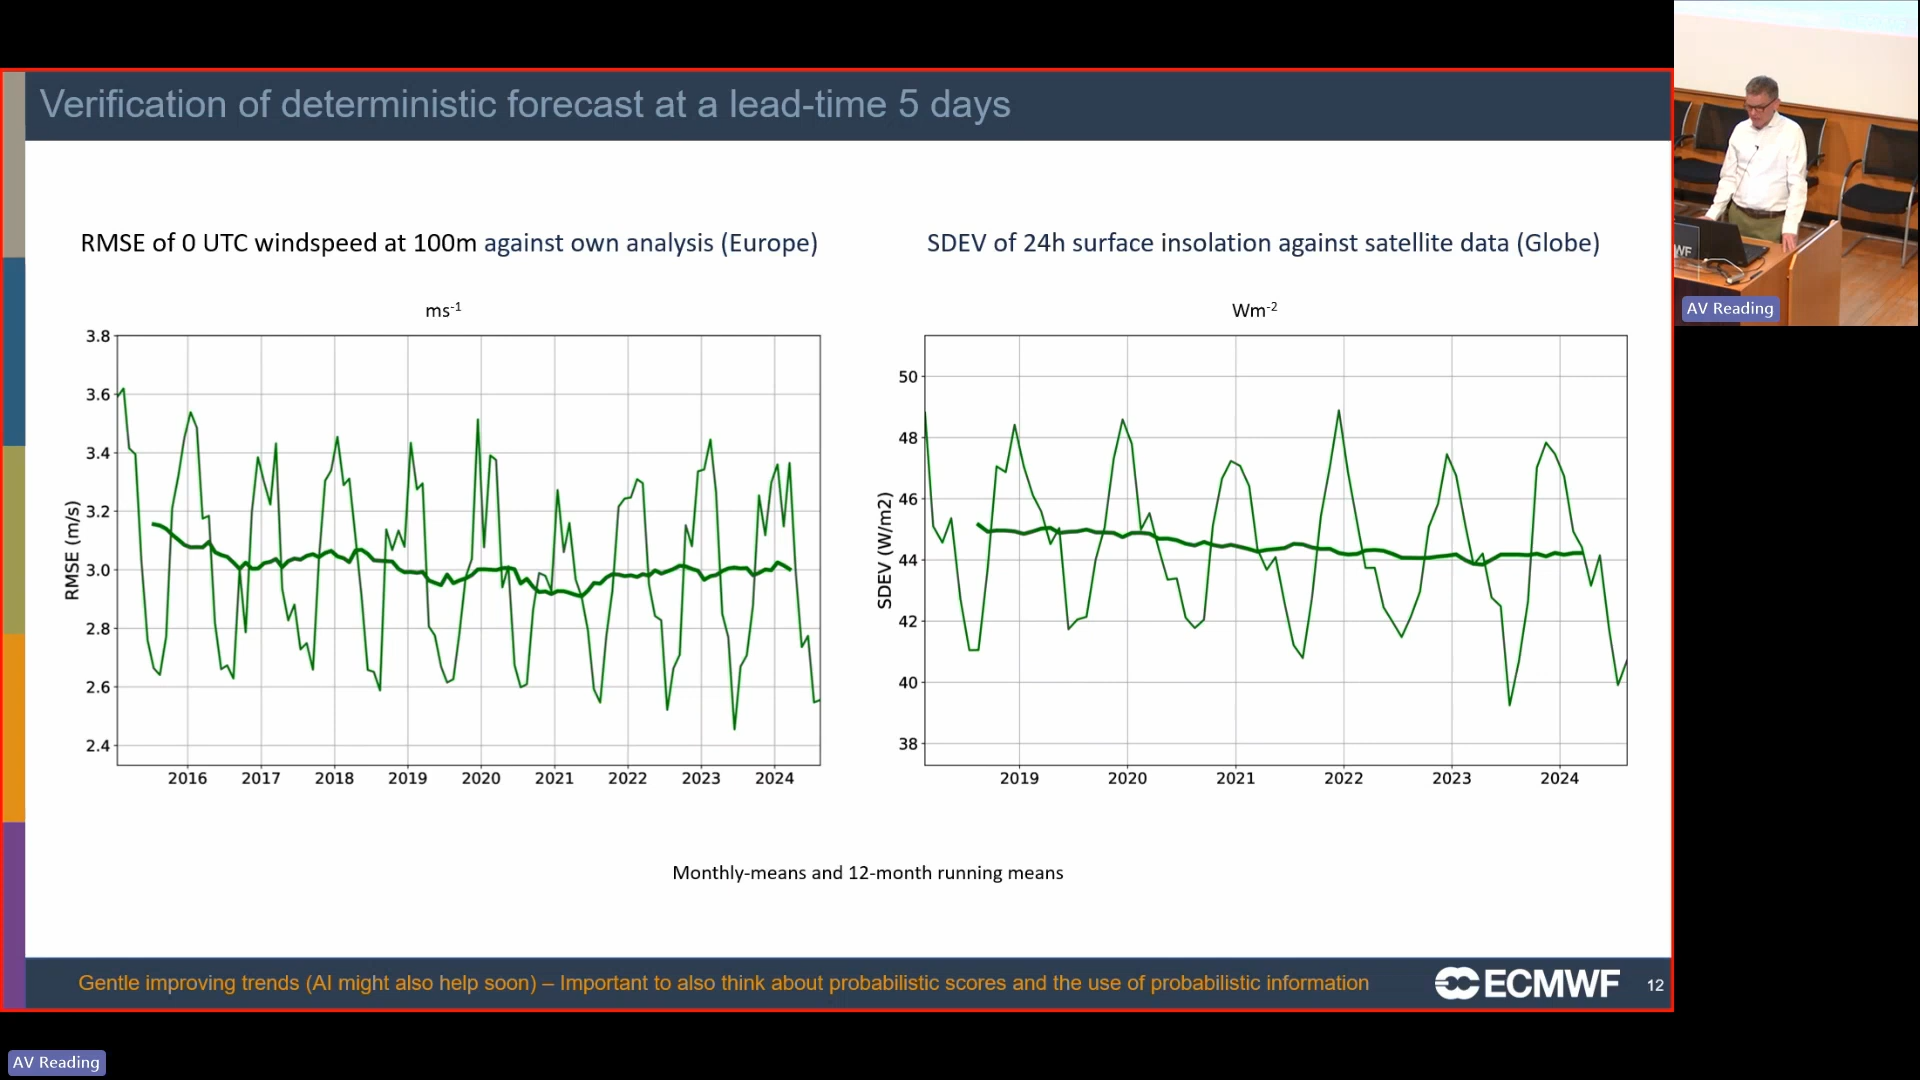 Verification of deterministic forecast at a lead-time 5 days
RMSE of 0 UTC windspeed at 100m against own analysis (Europe)
ms-1
3.8
3.6
3.4
3.2
3.0
2.8
2.6
2.4
RMSE (m/s)
2016 2017 2018 2019 2020 2021 2022 2023 2024
SDEV of 24h surface insolation against satellite data (Globe)
Wm-2
50
48
46
44
42
40
38
SDEV (W/m2)
2019 2020 2021 2022 2023 2024
Monthly-means and 12-month running means
Gentle improving trends (AI might also help soon) – Important to also think about probabilistic scores and the use of probabilistic information
ECMWF
12
WF
AV Reading
AV Reading